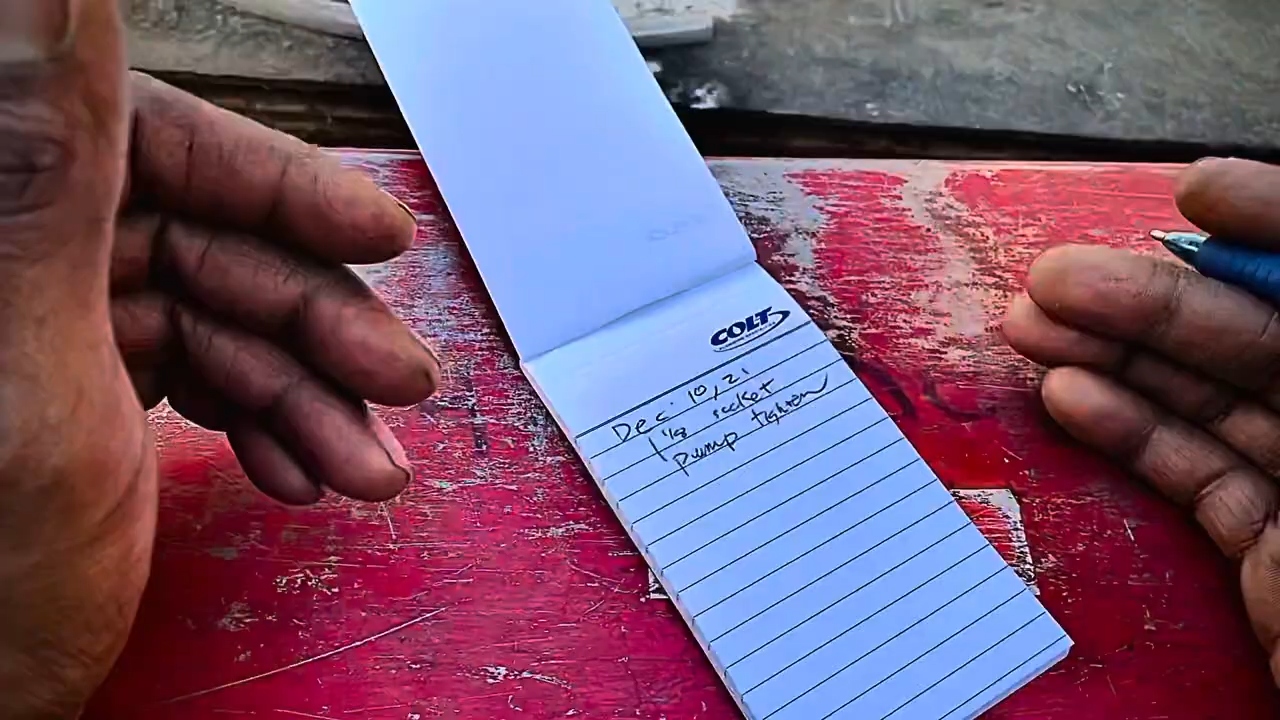 COLT
Dec. 10, 21
1 1/8 socket
pump tighten